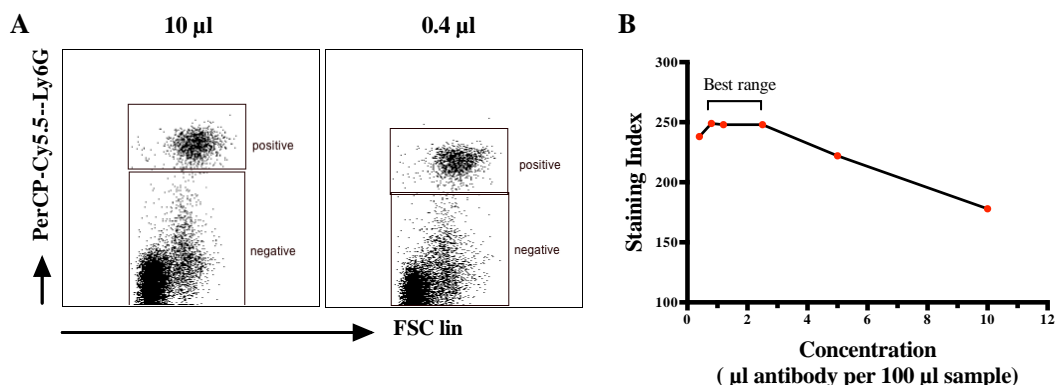 A
10 µl
0.4 µl
B
PerCP-Cy5.5--Ly6G
positive
negative
positive
negative
FSC lin
300
250
200
150
100
Staining Index
Best range
0
2
4
6
8
10
12
Concentration
( µl antibody per 100 µl sample)